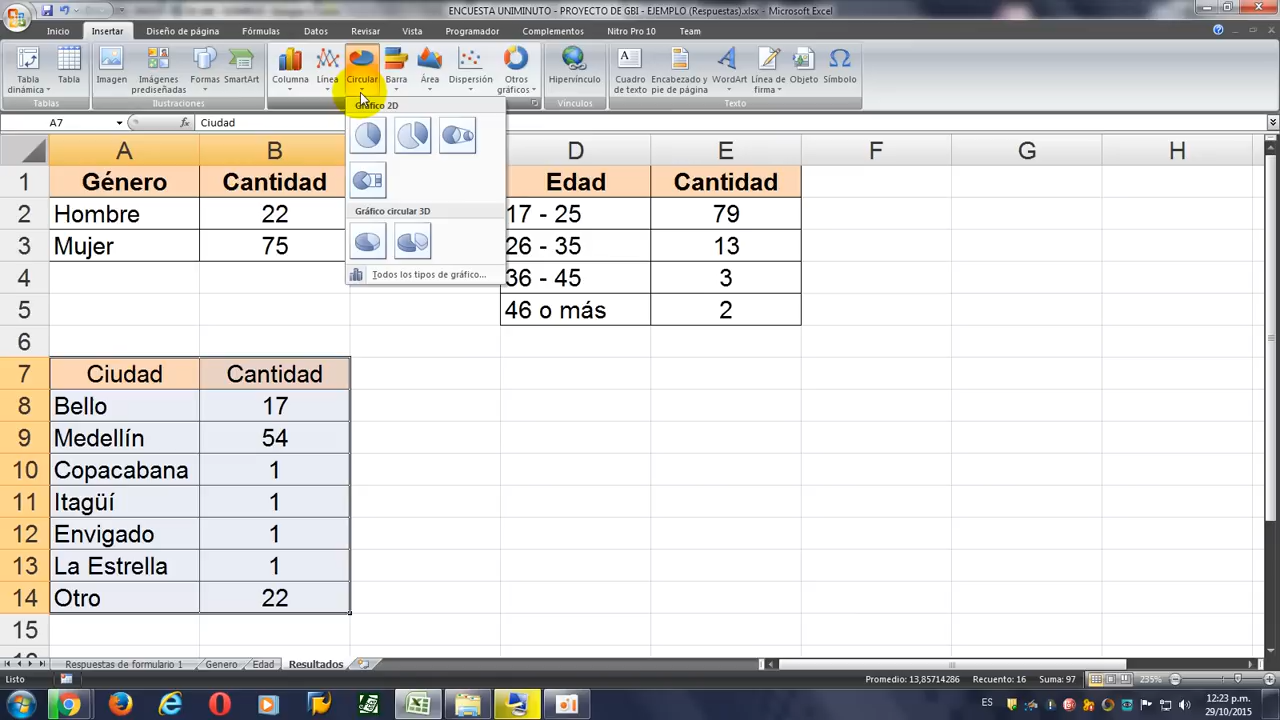 ENCUESTA UNIMINUTO - PROYECTO DE GBI - EJEMPLO (Respuestas).xlsx - Microsoft Excel
Inicio Insertar Diseño de página Fórmulas Datos Revisar Vista Programador Complementos Nitro Pro 10 Team
Tabla dinámica Tabla Imagen Imágenes prediseñadas Formas SmartArt Columna Línea Circular Barra Área Dispersión Otros gráficos Hipervínculo Cuadro de texto Encabezado y pie de página WordArt Línea de firma Objeto Símbolo
Tablas Ilustraciones Vínculos Texto
A7 fx Ciudad
Gráfico 2D
Gráfico circular 3D
Todos los tipos de gráfico...
A B D E F G H
1 Género Cantidad Edad Cantidad
2 Hombre 22 17 - 25 79
3 Mujer 75 26 - 35 13
4 36 - 45 3
5 46 o más 2
6
7 Ciudad Cantidad
8 Bello 17
9 Medellín 54
10 Copacabana 1
11 Itagüí 1
12 Envigado 1
13 La Estrella 1
14 Otro 22
15
Respuestas de formulario 1 Genero Edad Resultados
Listo Promedio: 13,85714286 Recuento: 16 Suma: 97 235%
ES 12:23 p.m.
29/10/2015